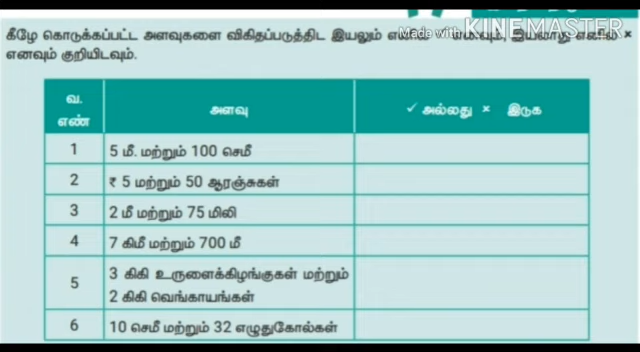 Made with KINEMASTER
கீழே கொடுக்கப்பட்ட அளவுகளை விகிதப்படுத்திட இயலும் எனவும், இயலாது எனில் ×
எனவும் குறியிடவும்.
வ. எண் அளவு ✓ அல்லது × இடுக
1 5 மீ. மற்றும் 100 செமீ
2 ₹ 5 மற்றும் 50 ஆரஞ்சுகள்
3 2 மீ மற்றும் 75 மிலி
4 7 கிமீ மற்றும் 700 மீ
5 3 கிகி உருளைக்கிழங்குகள் மற்றும்
2 கிகி வெங்காயங்கள்
6 10 செமீ மற்றும் 32 எழுதுகோல்கள்